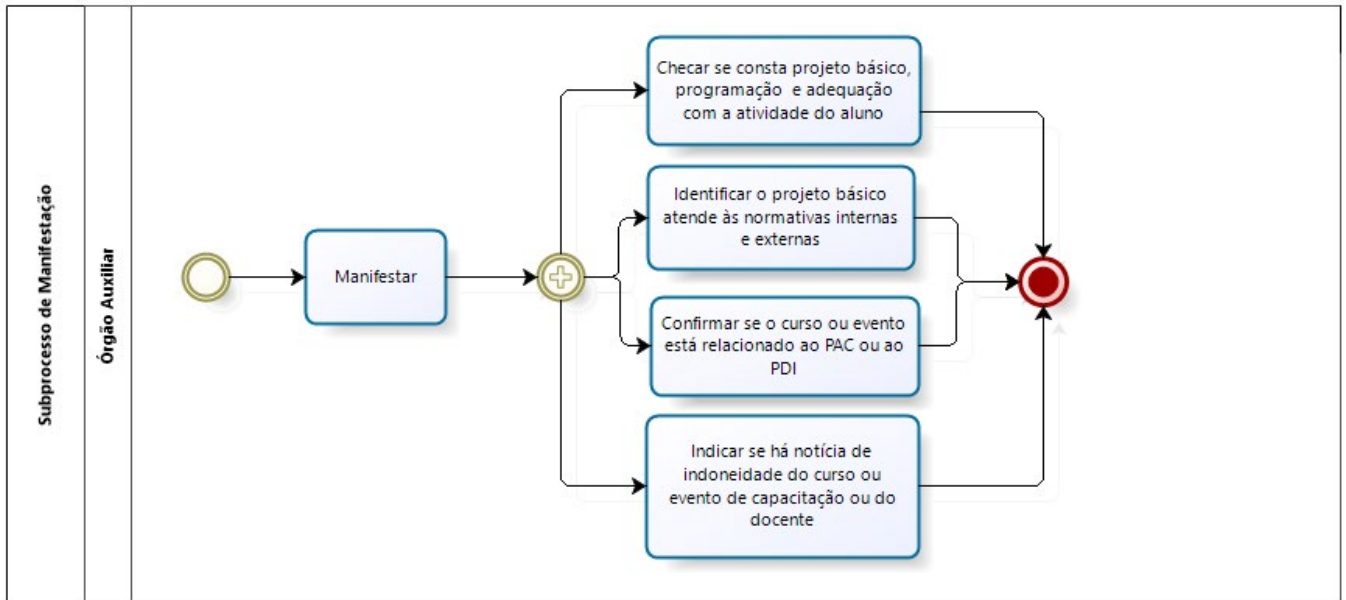 Subprocesso de Manifestação
Órgão Auxiliar
Manifestar
Checar se consta projeto básico,
programação e adequação
com a atividade do aluno
Identificar o projeto básico
atende às normativas internas
e externas
Confirmar se o curso ou evento
está relacionado ao PAC ou ao
PDI
Indicar se há notícia de
indoneidade do curso ou
evento de capacitação ou do
docente